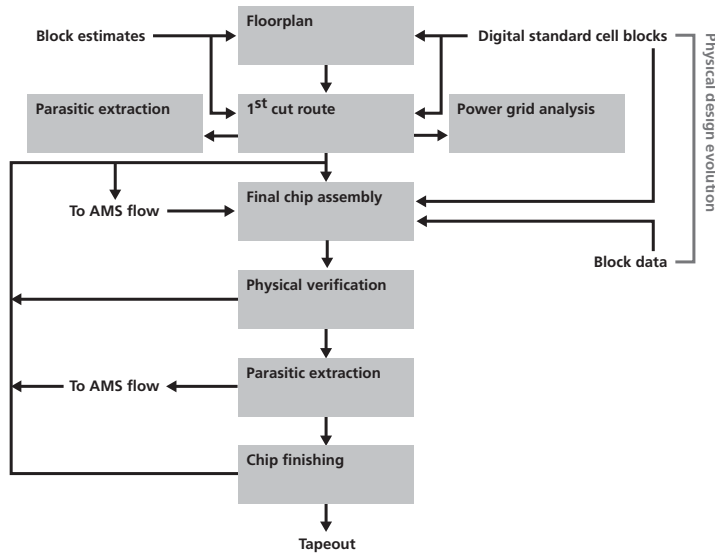 Floorplan
Block estimates
Digital standard cell blocks
Parasitic extraction
1st cut route
Power grid analysis
Physical design evolution
Final chip assembly
To AMS flow
Block data
Physical verification
Parasitic extraction
To AMS flow
Chip finishing
Tapeout